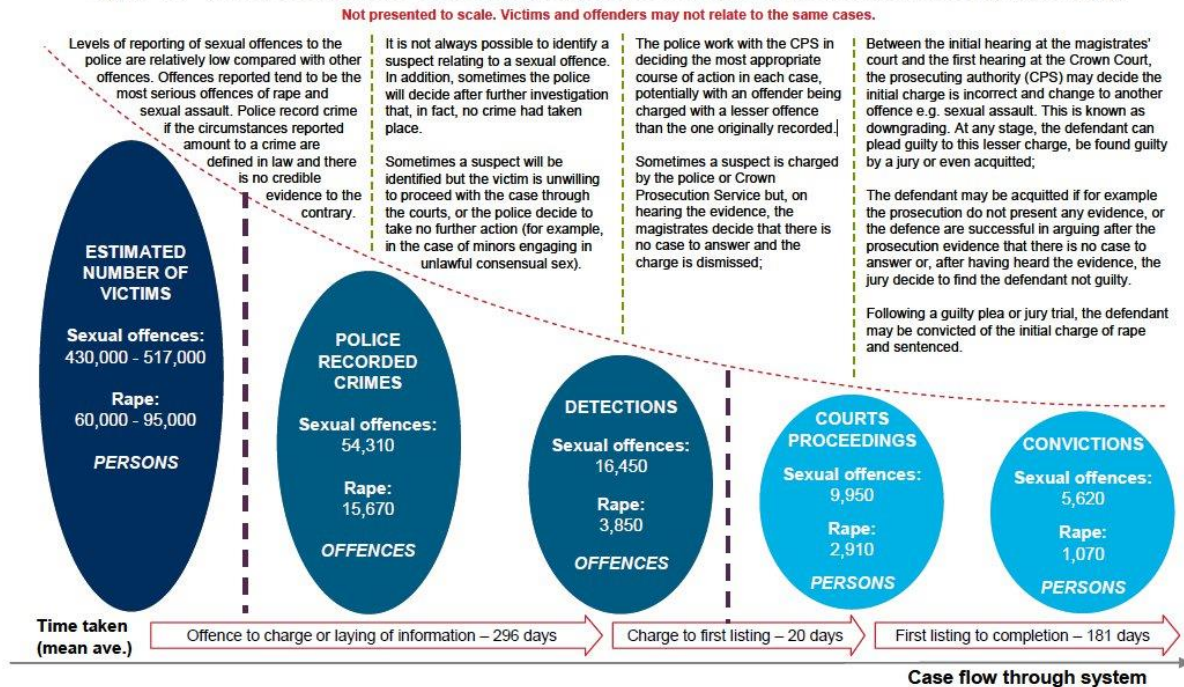 Not presented to scale. Victims and offenders may not relate to the same cases.
Levels of reporting of sexual offences to the
police are relatively low compared with other
offences. Offences reported tend to be the
most serious offences of rape and
sexual assault. Police record crime
if the circumstances reported
amount to a crime are
defined in law and there
is no credible
evidence to the
contrary.
It is not always possible to identify a
suspect relating to a sexual offence.
In addition, sometimes the police
will decide after further investigation
that, in fact, no crime had taken
place.
Sometimes a suspect will be
identified but the victim is unwilling
to proceed with the case through
the courts, or the police decide to
take no further action (for example,
in the case of minors engaging in
unlawful consensual sex).
The police work with the CPS in
deciding the most appropriate
course of action in each case,
potentially with an offender being
charged with a lesser offence
than the one originally recorded.
Sometimes a suspect is charged
by the police or Crown
Prosecution Service but, on
hearing the evidence, the
magistrates decide that there is
no case to answer and the
charge is dismissed;
Between the initial hearing at the magistrates'
court and the first hearing at the Crown Court,
the prosecuting authority (CPS) may decide the
initial charge is incorrect and change to another
offence e.g. sexual assault. This is known as
downgrading. At any stage, the defendant can
plead guilty to this lesser charge, be found guilty
by a jury or even acquitted;
The defendant may be acquitted if for example
the prosecution do not present any evidence, or
the defence are successful in arguing after the
prosecution evidence that there is no case to
answer or, after having heard the evidence, the
jury decide to find the defendant not guilty.
Following a guilty plea or jury trial, the defendant
may be convicted of the initial charge of rape
and sentenced.
ESTIMATED
NUMBER OF
VICTIMS
Sexual offences:
430,000 - 517,000
Rape:
60,000 - 95,000
PERSONS
POLICE
RECORDED
CRIMES
Sexual offences:
54,310
Rape:
15,670
OFFENCES
DETECTIONS
Sexual offences:
16,450
Rape:
3,850
OFFENCES
COURTS
PROCEEDINGS
Sexual offences:
9,950
Rape:
2,910
PERSONS
CONVICTIONS
Sexual offences:
5,620
Rape:
1,070
PERSONS
Time taken
(mean ave.)
Offence to charge or laying of information – 296 days
Charge to first listing – 20 days
First listing to completion – 181 days
Case flow through system